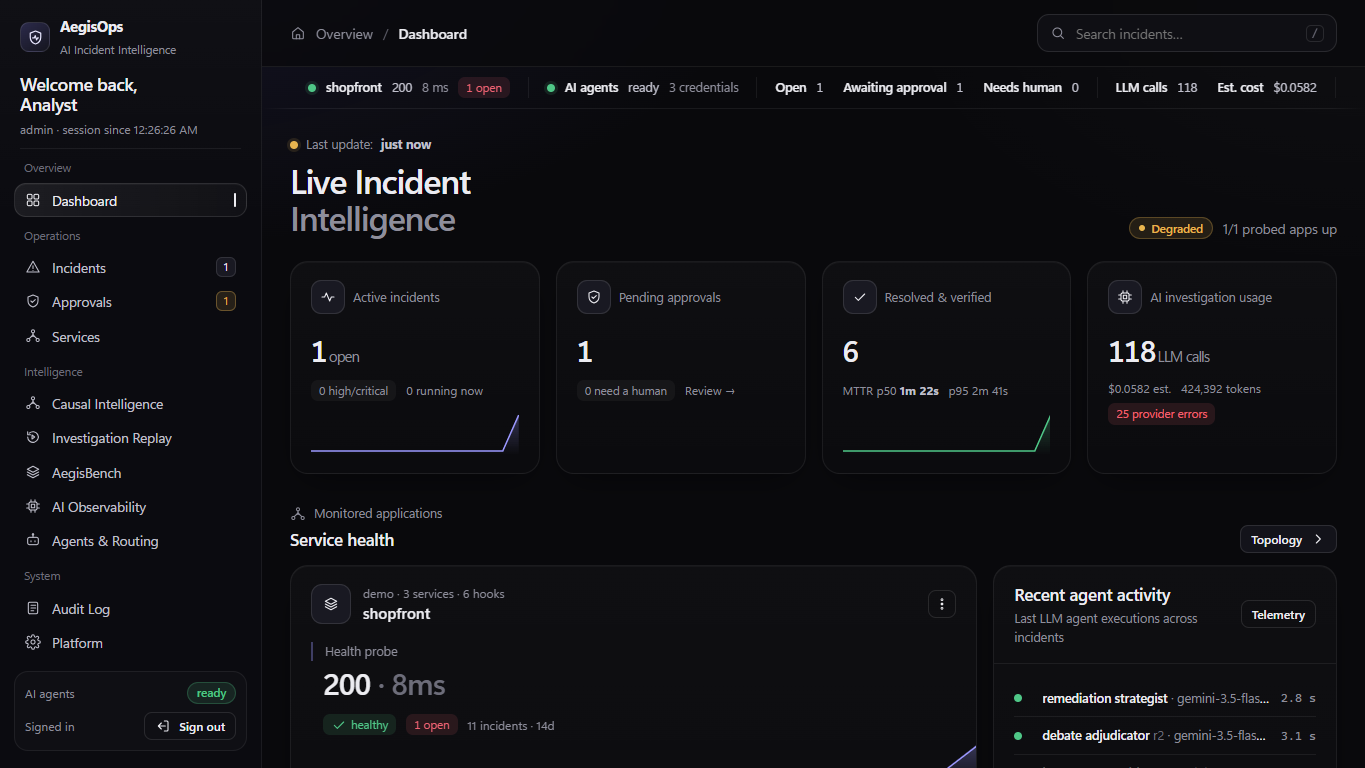 AegisOps
AI Incident Intelligence
Welcome back,
Analyst
admin · session since 12:26:26 AM
Overview
Dashboard
Operations
Incidents 1
Approvals 1
Services
Intelligence
Causal Intelligence
Investigation Replay
AegisBench
AI Observability
Agents & Routing
System
Audit Log
Platform
AI agents ready
Signed in Sign out
Overview / Dashboard
Search incidents... /
shopfront 200 8 ms 1 open AI agents ready 3 credentials Open 1 Awaiting approval 1 Needs human 0 LLM calls 118 Est. cost $0.0582
Last update: just now
Live Incident
Intelligence
Degraded 1/1 probed apps up
Active incidents
1 open
0 high/critical 0 running now
Pending approvals
1
0 need a human Review →
Resolved & verified
6
MTTR p50 1m 22s p95 2m 41s
AI investigation usage
118 LLM calls
$0.0582 est. 424,392 tokens
25 provider errors
Monitored applications
Service health
Topology
demo · 3 services · 6 hooks
shopfront
Health probe
200 · 8ms
healthy 1 open 11 incidents · 14d
Recent agent activity
Last LLM agent executions across
incidents
Telemetry
remediation strategist · gemini-3.5-flas... 2.8 s
debate adjudicator r2 · gemini-3.5-flas... 3.1 s